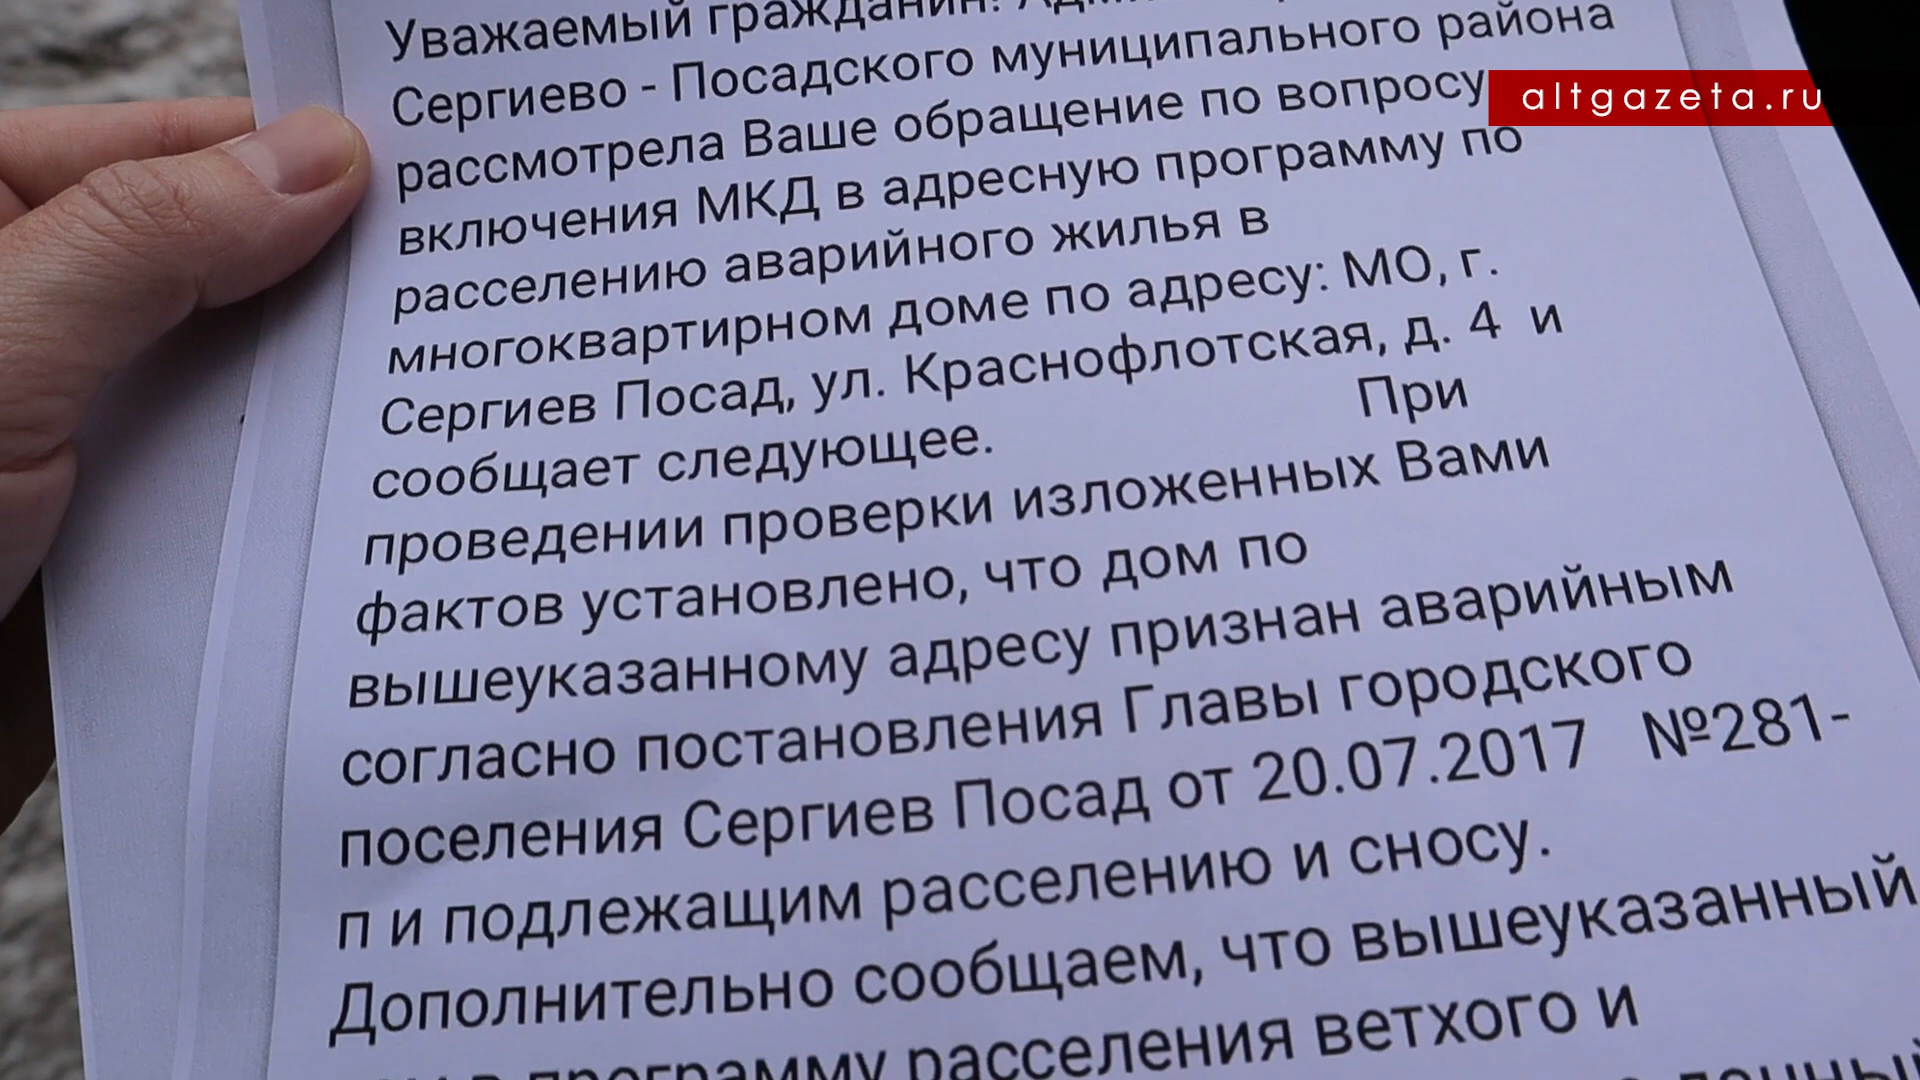 Уважаемый гражданин!
Сергиево - Посадского муниципального района
рассмотрела Ваше обращение по вопросу
включения МКД в адресную программу по
расселению аварийного жилья в
многоквартирном доме по адресу: МО, г.
Сергиев Посад, ул. Краснофлотская, д. 4 и
сообщает следующее. При
проведении проверки изложенных Вами
фактов установлено, что дом по
вышеуказанному адресу признан аварийным
согласно постановления Главы городского
поселения Сергиев Посад от 20.07.2017 №281-
п и подлежащим расселению и сносу.
Дополнительно сообщаем, что вышеуказанный
в программу расселения ветхого и
altgazeta.ru